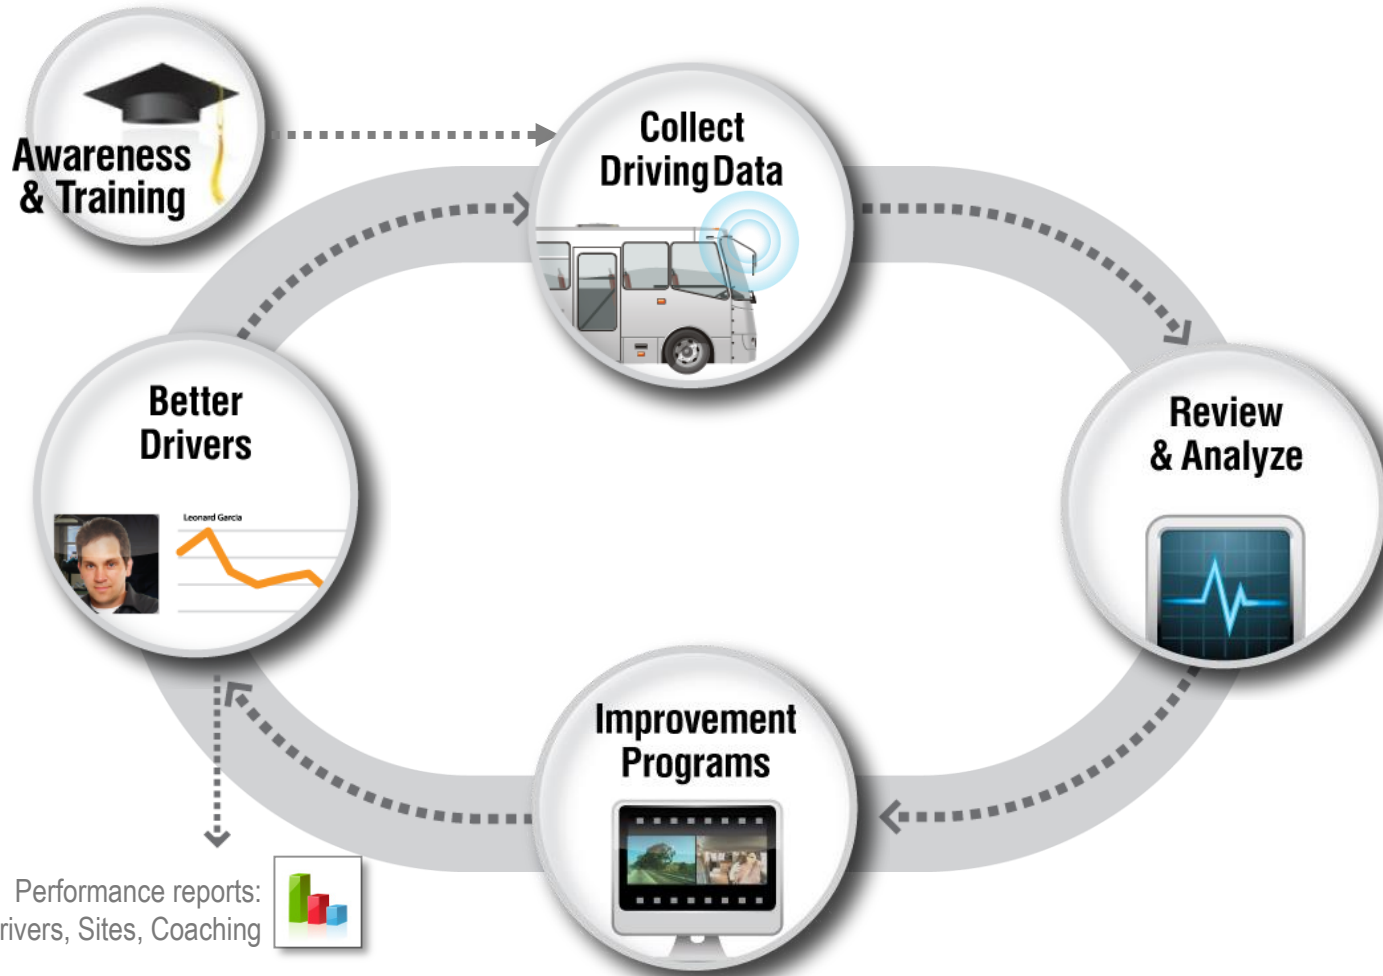 Awareness
& Training
Collect
Driving Data
Review
& Analyze
Improvement
Programs
Better
Drivers
Leonard Garcia
Performance reports:
rivers, Sites, Coaching